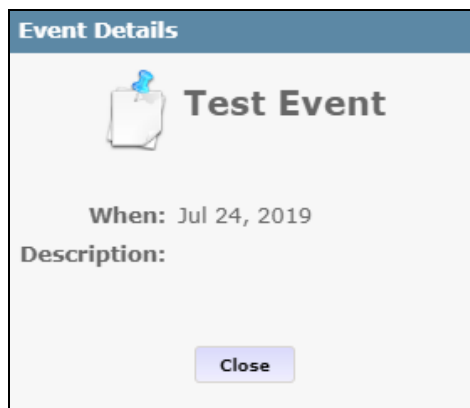 Event Details
Test Event
When: Jul 24, 2019
Description:
Close